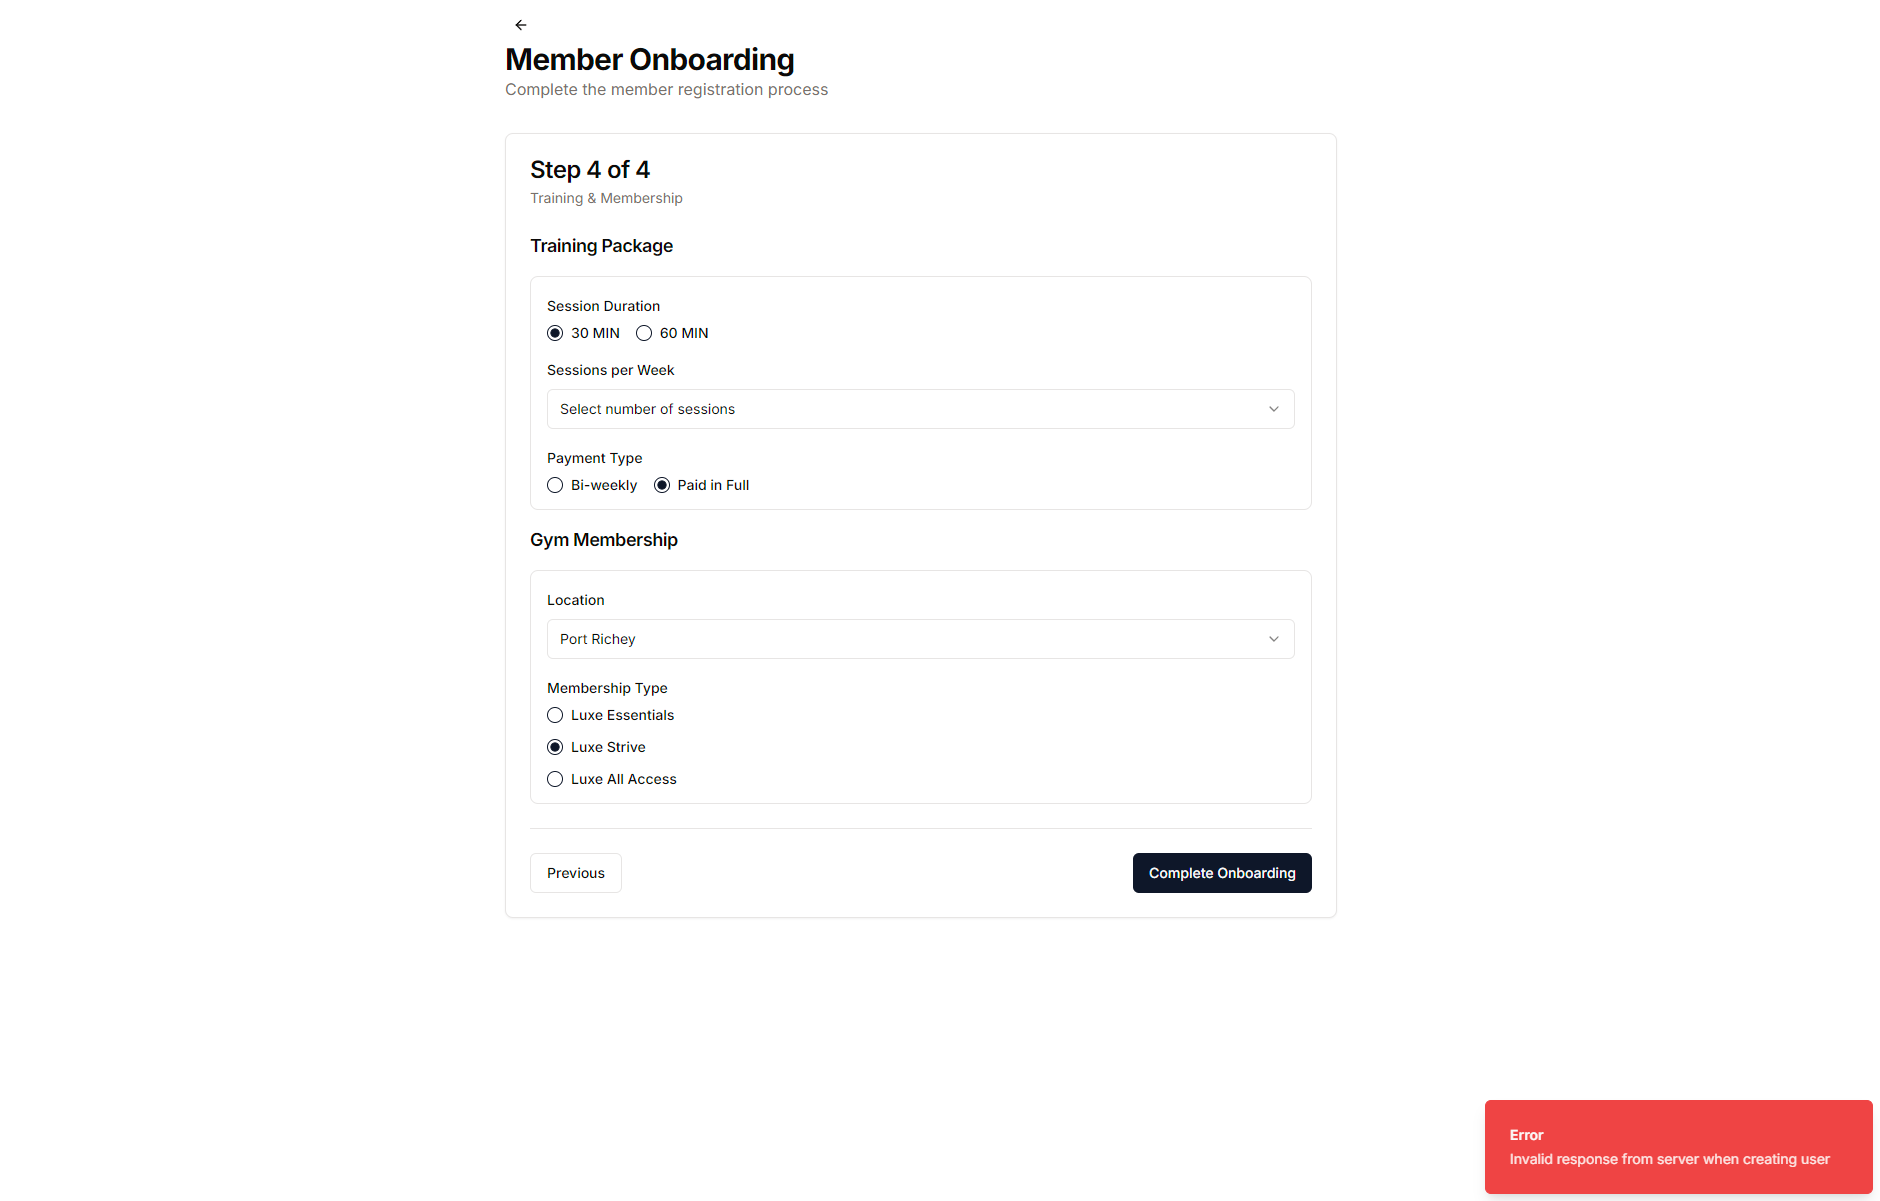 Member Onboarding
Complete the member registration process
Step 4 of 4
Training & Membership
Training Package
Session Duration
30 MIN 60 MIN
Sessions per Week
Select number of sessions
Payment Type
Bi-weekly Paid in Full
Gym Membership
Location
Port Richey
Membership Type
Luxe Essentials
Luxe Strive
Luxe All Access
Previous Complete Onboarding
Error
Invalid response from server when creating user